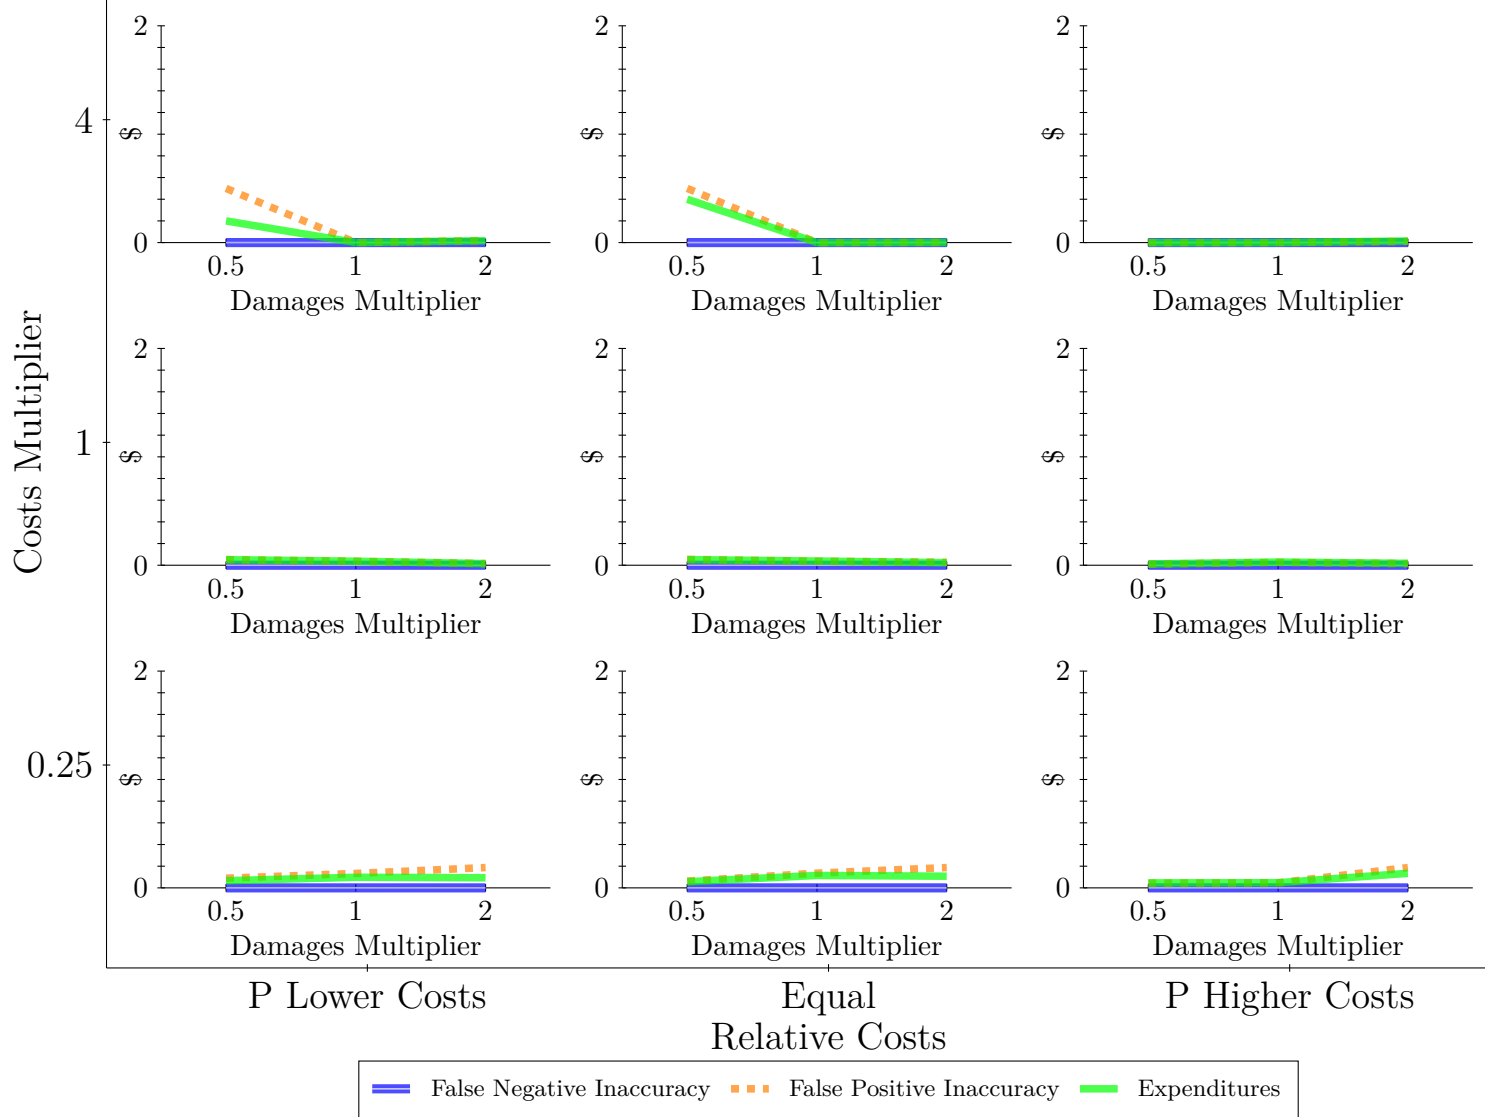 2
2
2
4
$
$
$
0
0
0
0.5 1 2
0.5 1 2
0.5 1 2
Damages Multiplier
Damages Multiplier
Damages Multiplier
Costs Multiplier
2
2
2
1
$
$
$
0
0
0
0.5 1 2
0.5 1 2
0.5 1 2
Damages Multiplier
Damages Multiplier
Damages Multiplier
2
2
2
0.25
$
$
$
0
0
0
0.5 1 2
0.5 1 2
0.5 1 2
Damages Multiplier
Damages Multiplier
Damages Multiplier
P Lower Costs
Equal
P Higher Costs
Relative Costs
False Negative Inaccuracy
False Positive Inaccuracy
Expenditures